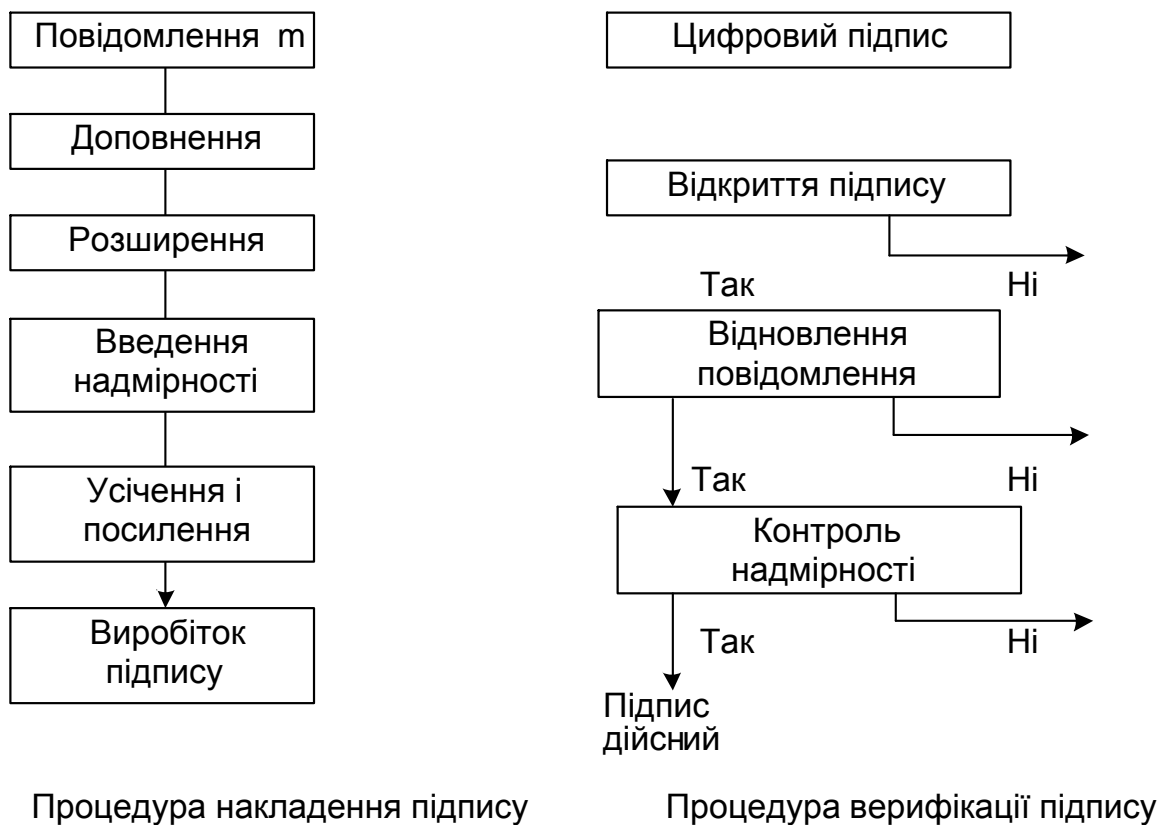 Повідомлення m
Доповнення
Розширення
Введення
надмірності
Усічення і
посилення
Виробіток
підпису
Процедура накладення підпису
Цифровий підпис
Відкриття підпису
Так
Ні
Відновлення
повідомлення
Так
Ні
Контроль
надмірності
Так
Ні
Підпис
дійсний
Процедура верифікації підпису